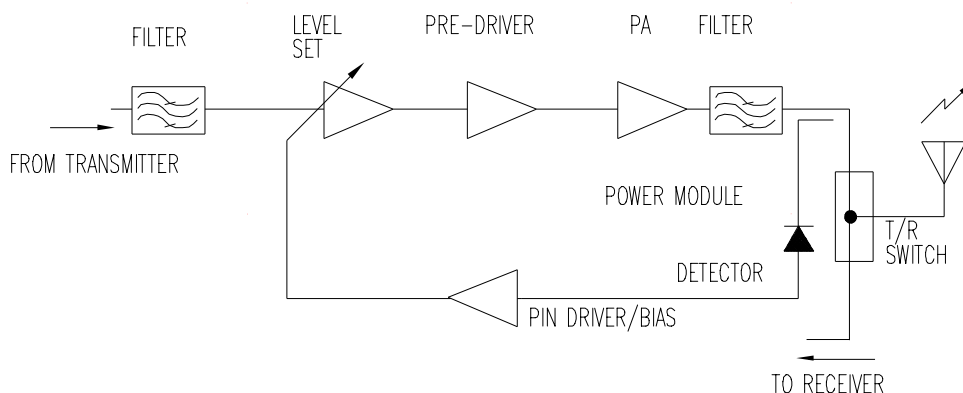 FILTER
LEVEL
SET
PRE-DRIVER
PA
FILTER
FROM TRANSMITTER
POWER MODULE
T/R
SWITCH
DETECTOR
PIN DRIVER/BIAS
TO RECEIVER